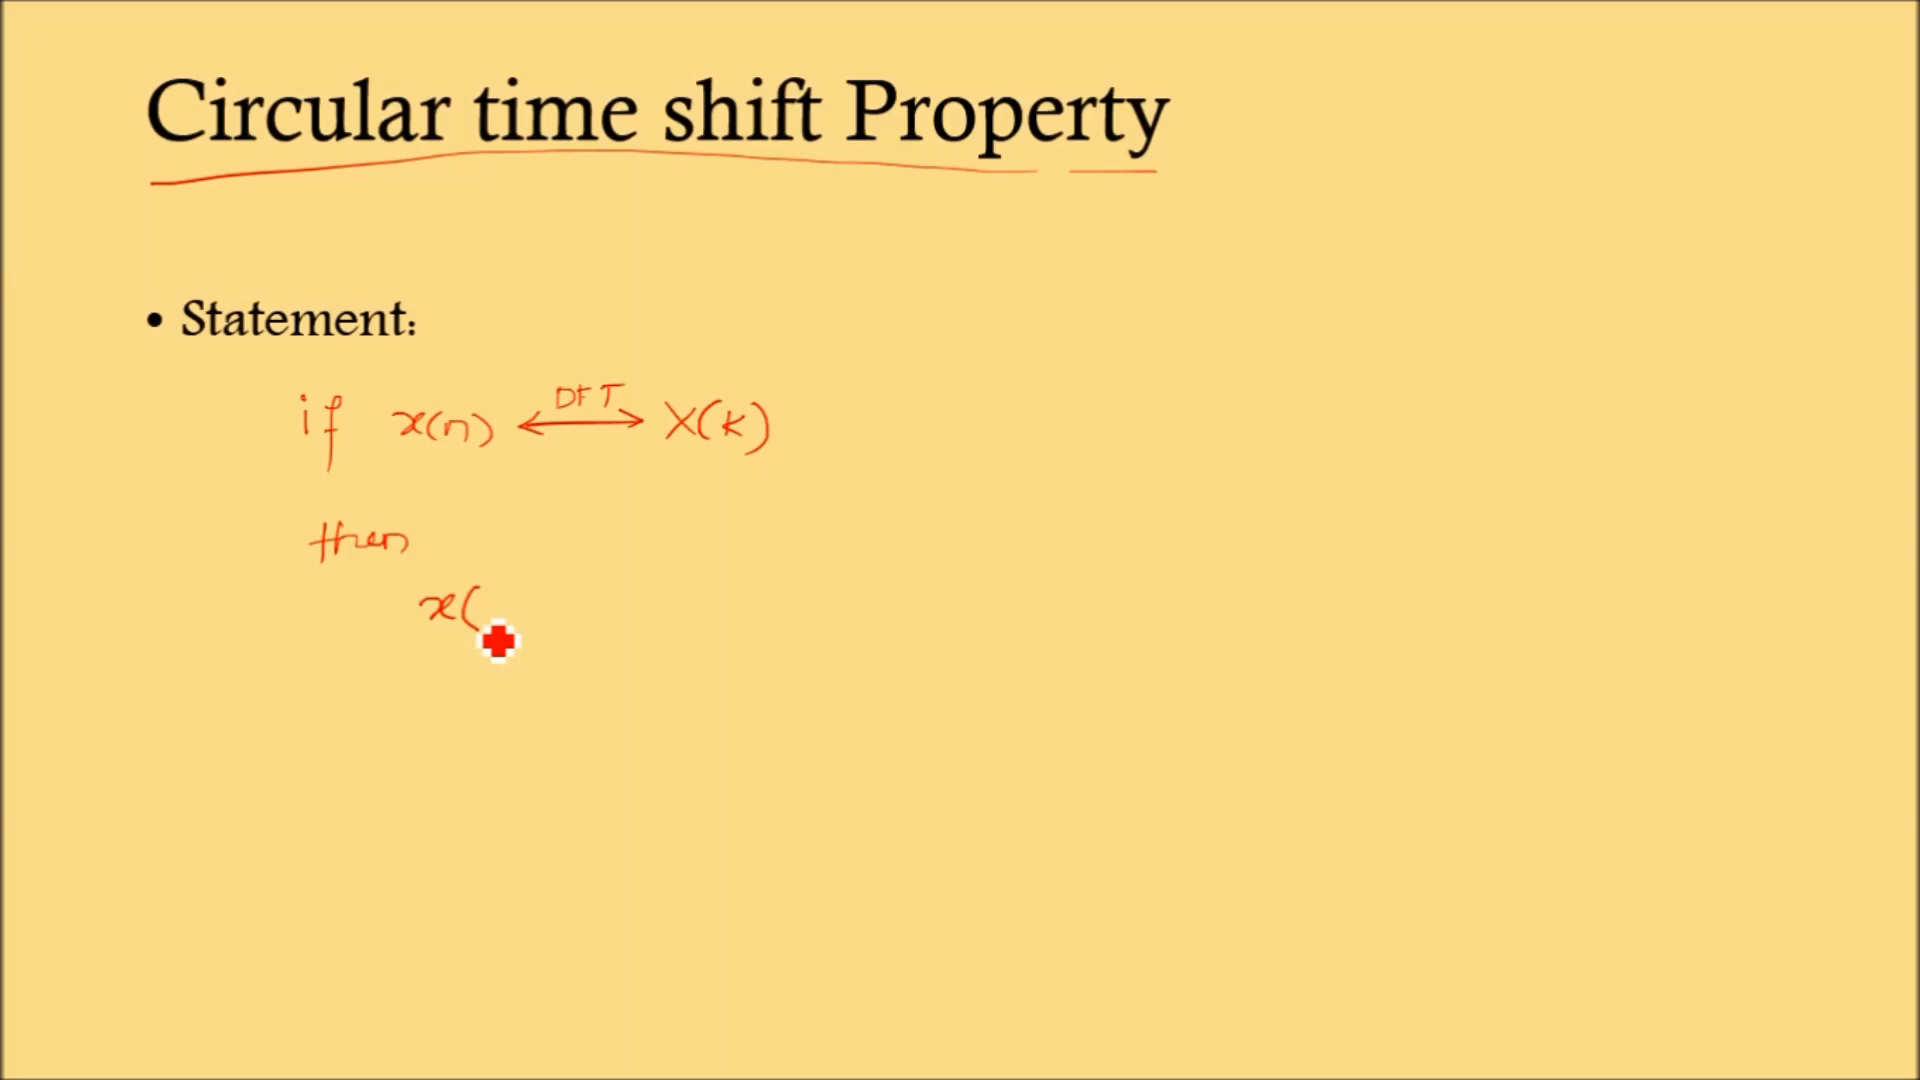 Circular time shift Property
• Statement:
if x(n) <-DFT-> X(k)
then
x(